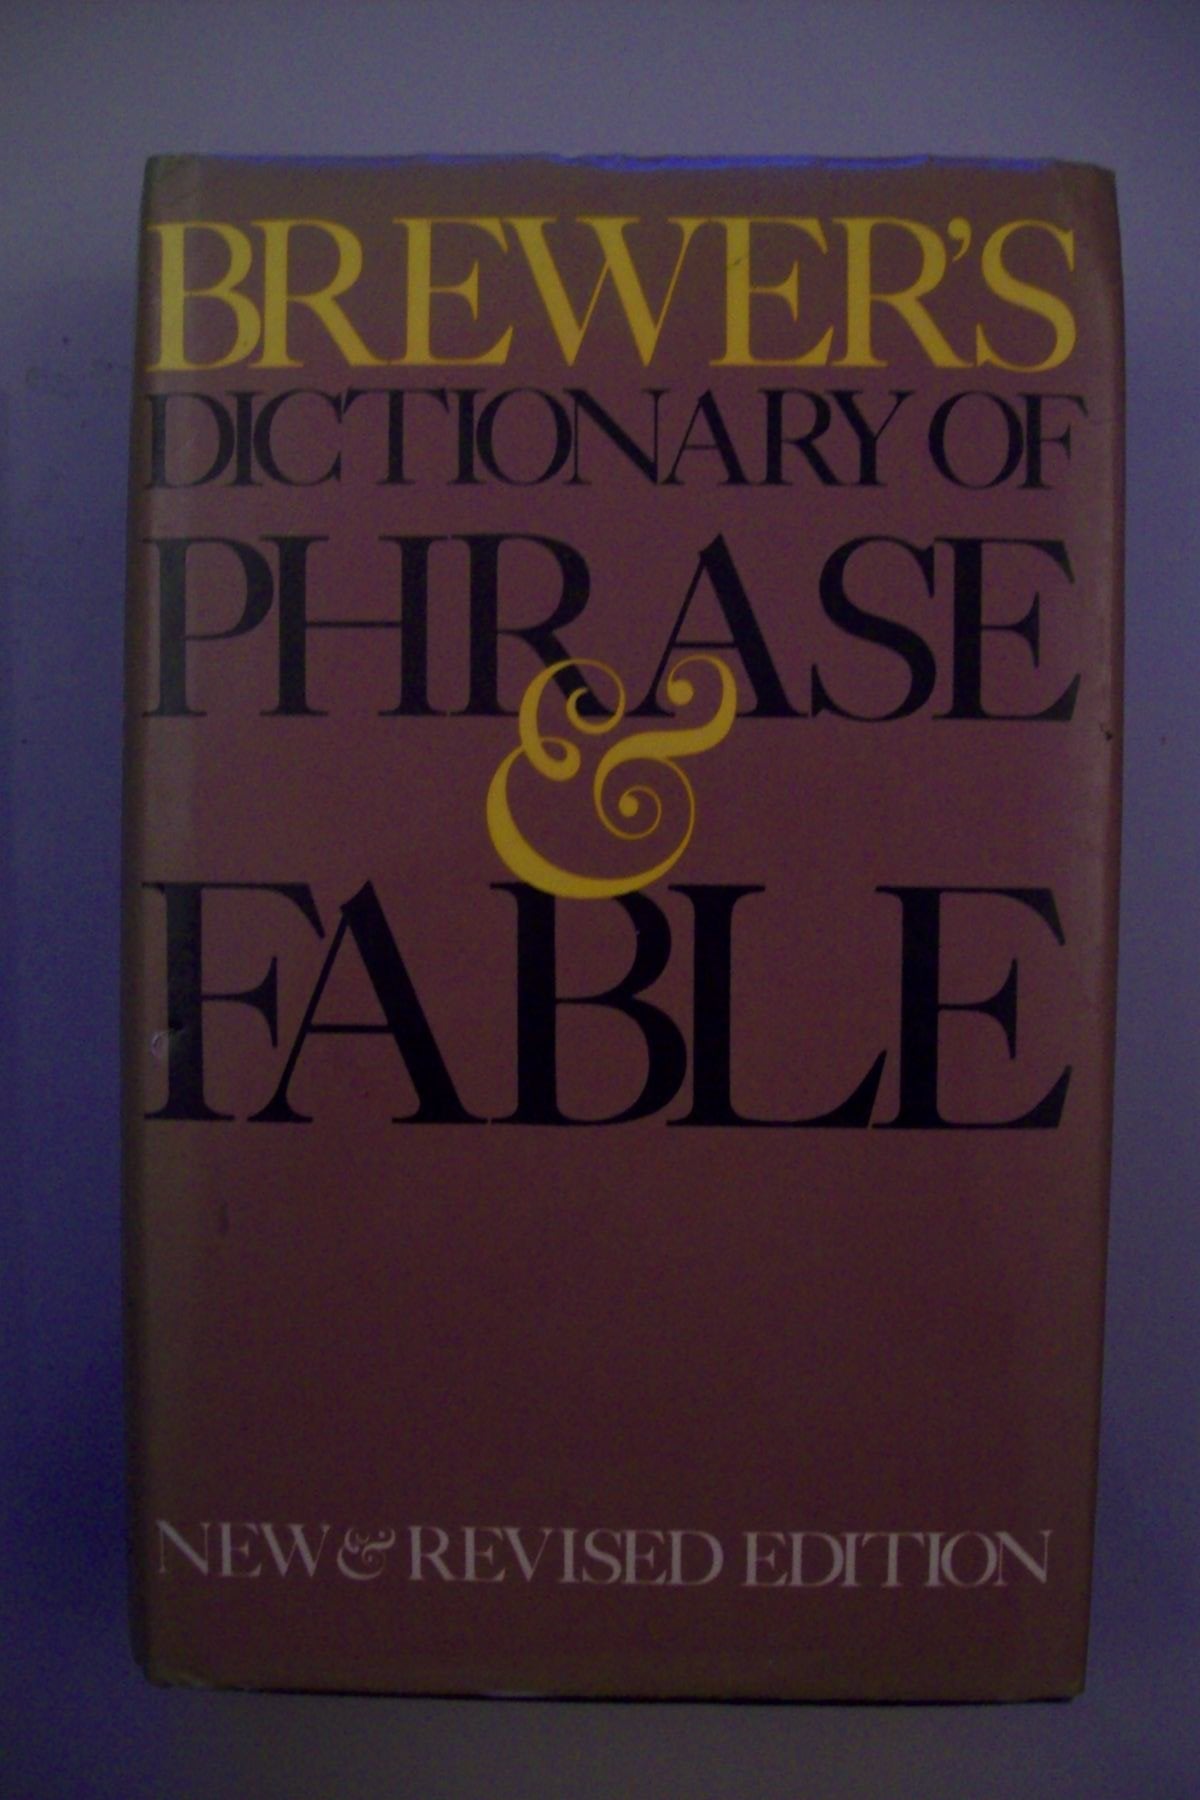 BREWER'S
DICTIONARY OF
PHRASE
&
FABLE
NEW & REVISED EDITION